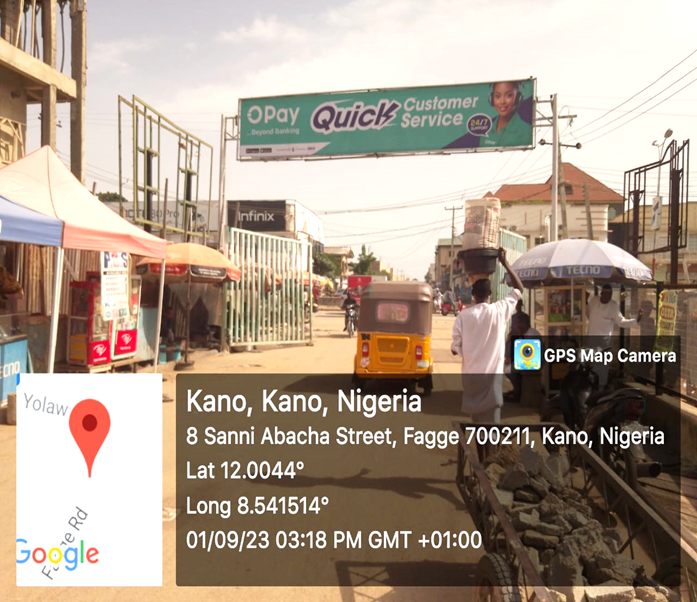 OPay
...Beyond Banking
Quick
Customer
Service
24/7
Infinix
TECNO
TECNO
TECNO
GPS Map Camera
Yolaw
Google
Kano, Kano, Nigeria
8 Sanni Abacha Street, Fagge 700211, Kano, Nigeria
Lat 12.0044°
Long 8.541514°
01/09/23 03:18 PM GMT +01:00